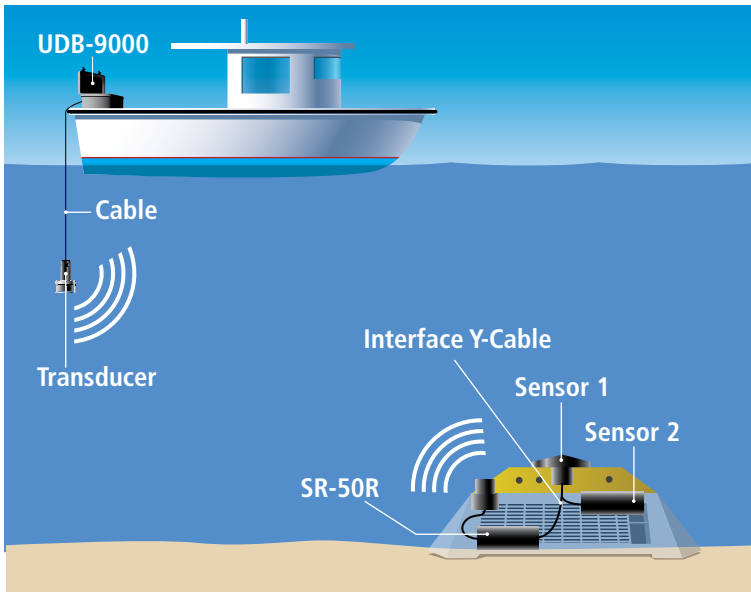 UDB-9000
Cable
Transducer
Interface Y-Cable
Sensor 1
Sensor 2
SR-50R